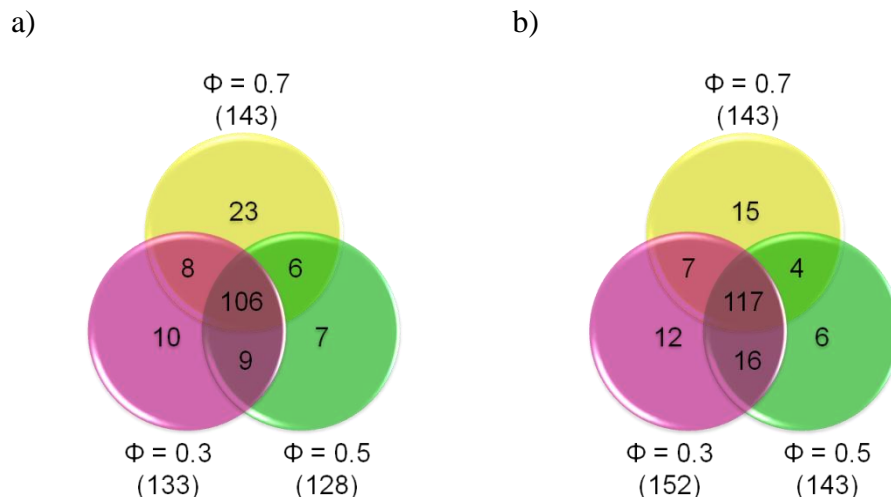 a)
b)
Φ = 0.7
(143)
23
8
6
106
10
9
7
Φ = 0.3
(133)
Φ = 0.5
(128)
Φ = 0.7
(143)
15
7
4
117
12
16
6
Φ = 0.3
(152)
Φ = 0.5
(143)